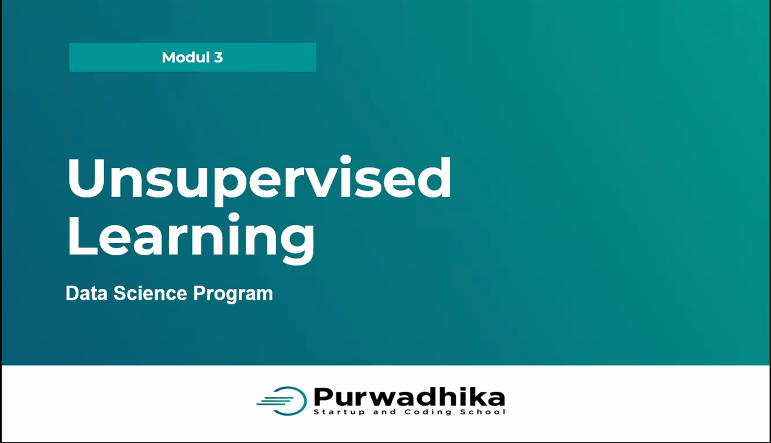 Modul 3
Unsupervised
Learning
Data Science Program
Purwadhika
Startup and Coding School